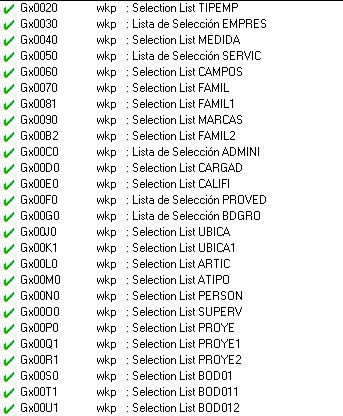 Gx0020 wkp : Selection List TIPEMP
Gx0030 wkp : Lista de Selección EMPRES
Gx0040 wkp : Selection List MEDIDA
Gx0050 wkp : Lista de Selección SERVIC
Gx0060 wkp : Selection List CAMPOS
Gx0070 wkp : Selection List FAMIL
Gx0081 wkp : Selection List FAMIL1
Gx0090 wkp : Selection List MARCAS
Gx00B2 wkp : Selection List FAMIL2
Gx00C0 wkp : Lista de Selección ADMINI
Gx00D0 wkp : Selection List CARGAD
Gx00E0 wkp : Selection List CALIFI
Gx00F0 wkp : Lista de Selección PROVED
Gx00G0 wkp : Lista de Selección BDGRO
Gx00J0 wkp : Selection List UBICA
Gx00K1 wkp : Selection List UBICA1
Gx00L0 wkp : Selection List ARTIC
Gx00M0 wkp : Selection List ATIPO
Gx00N0 wkp : Selection List PERSON
Gx00O0 wkp : Selection List SUPERV
Gx00P0 wkp : Selection List PROYE
Gx00Q1 wkp : Selection List PROYE1
Gx00R1 wkp : Selection List PROYE2
Gx00S0 wkp : Selection List BOD01
Gx00T1 wkp : Selection List BOD011
Gx00U1 wkp : Selection List BOD012